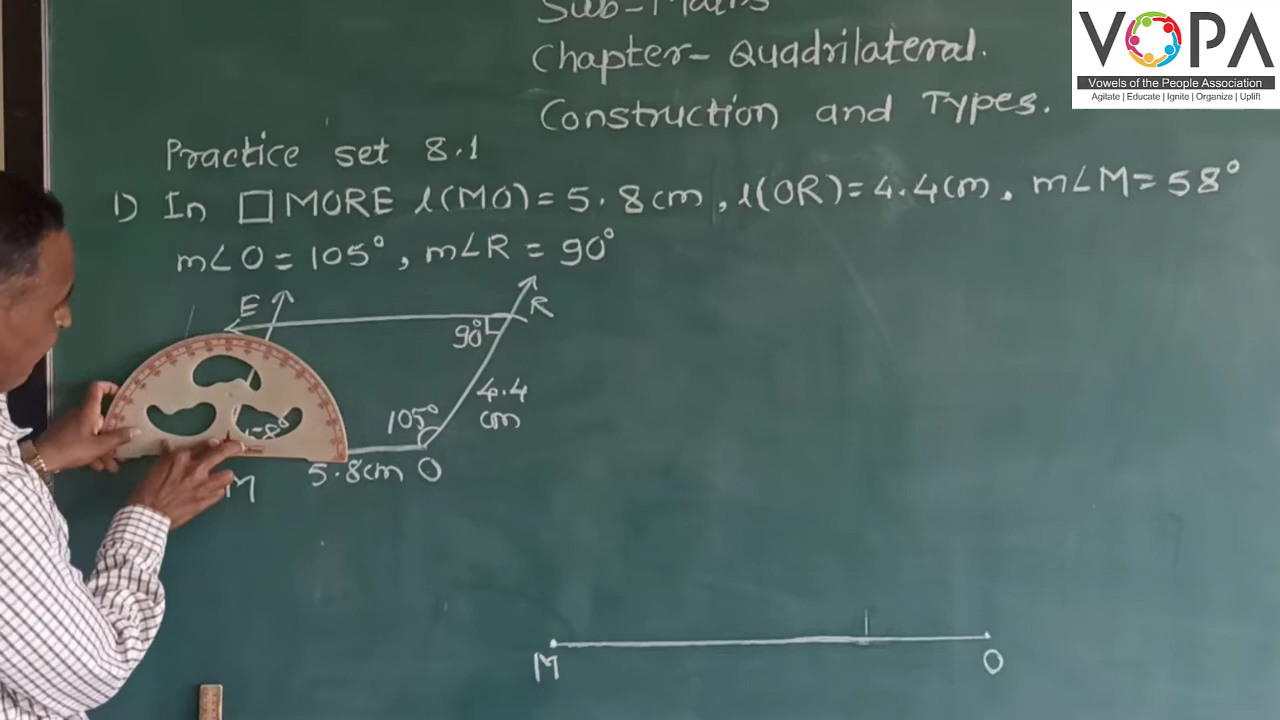 Sub-Maths
Chapter- Quadrilateral.
Construction and Types.
VOPA
Vowels of the People Association
Agitate | Educate | Ignite | Organize | Uplift
Practice set 8.1
1) In □ MORE l(MO) = 5.8cm, l(OR) = 4.4cm, m∠M = 58°
m∠O = 105°, m∠R = 90°
E
R
90°
4.4
cm
105°
5.8cm O
M
M
O